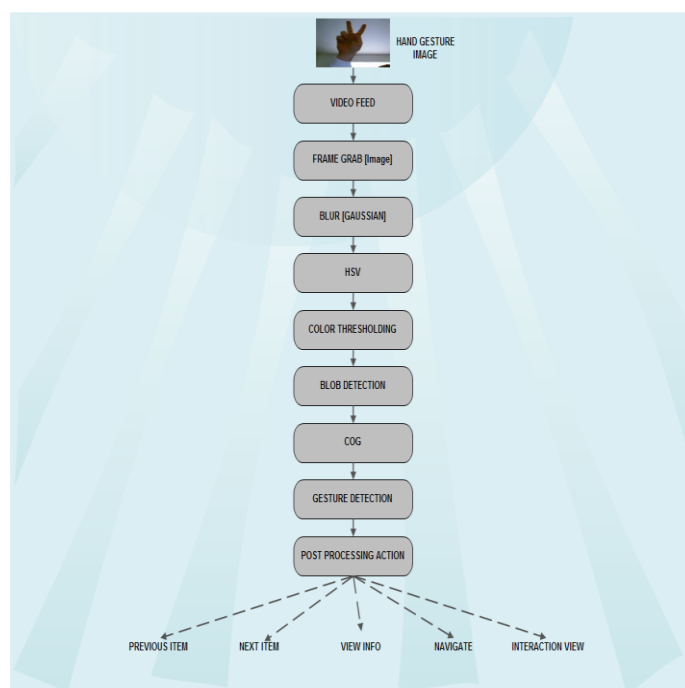 HAND GESTURE
IMAGE
VIDEO FEED
FRAME GRAB [Image]
BLUR [GAUSSIAN]
HSV
COLOR THRESHOLDING
BLOB DETECTION
COG
GESTURE DETECTION
POST PROCESSING ACTION
PREVIOUS ITEM NEXT ITEM VIEW INFO NAVIGATE INTERACTION VIEW